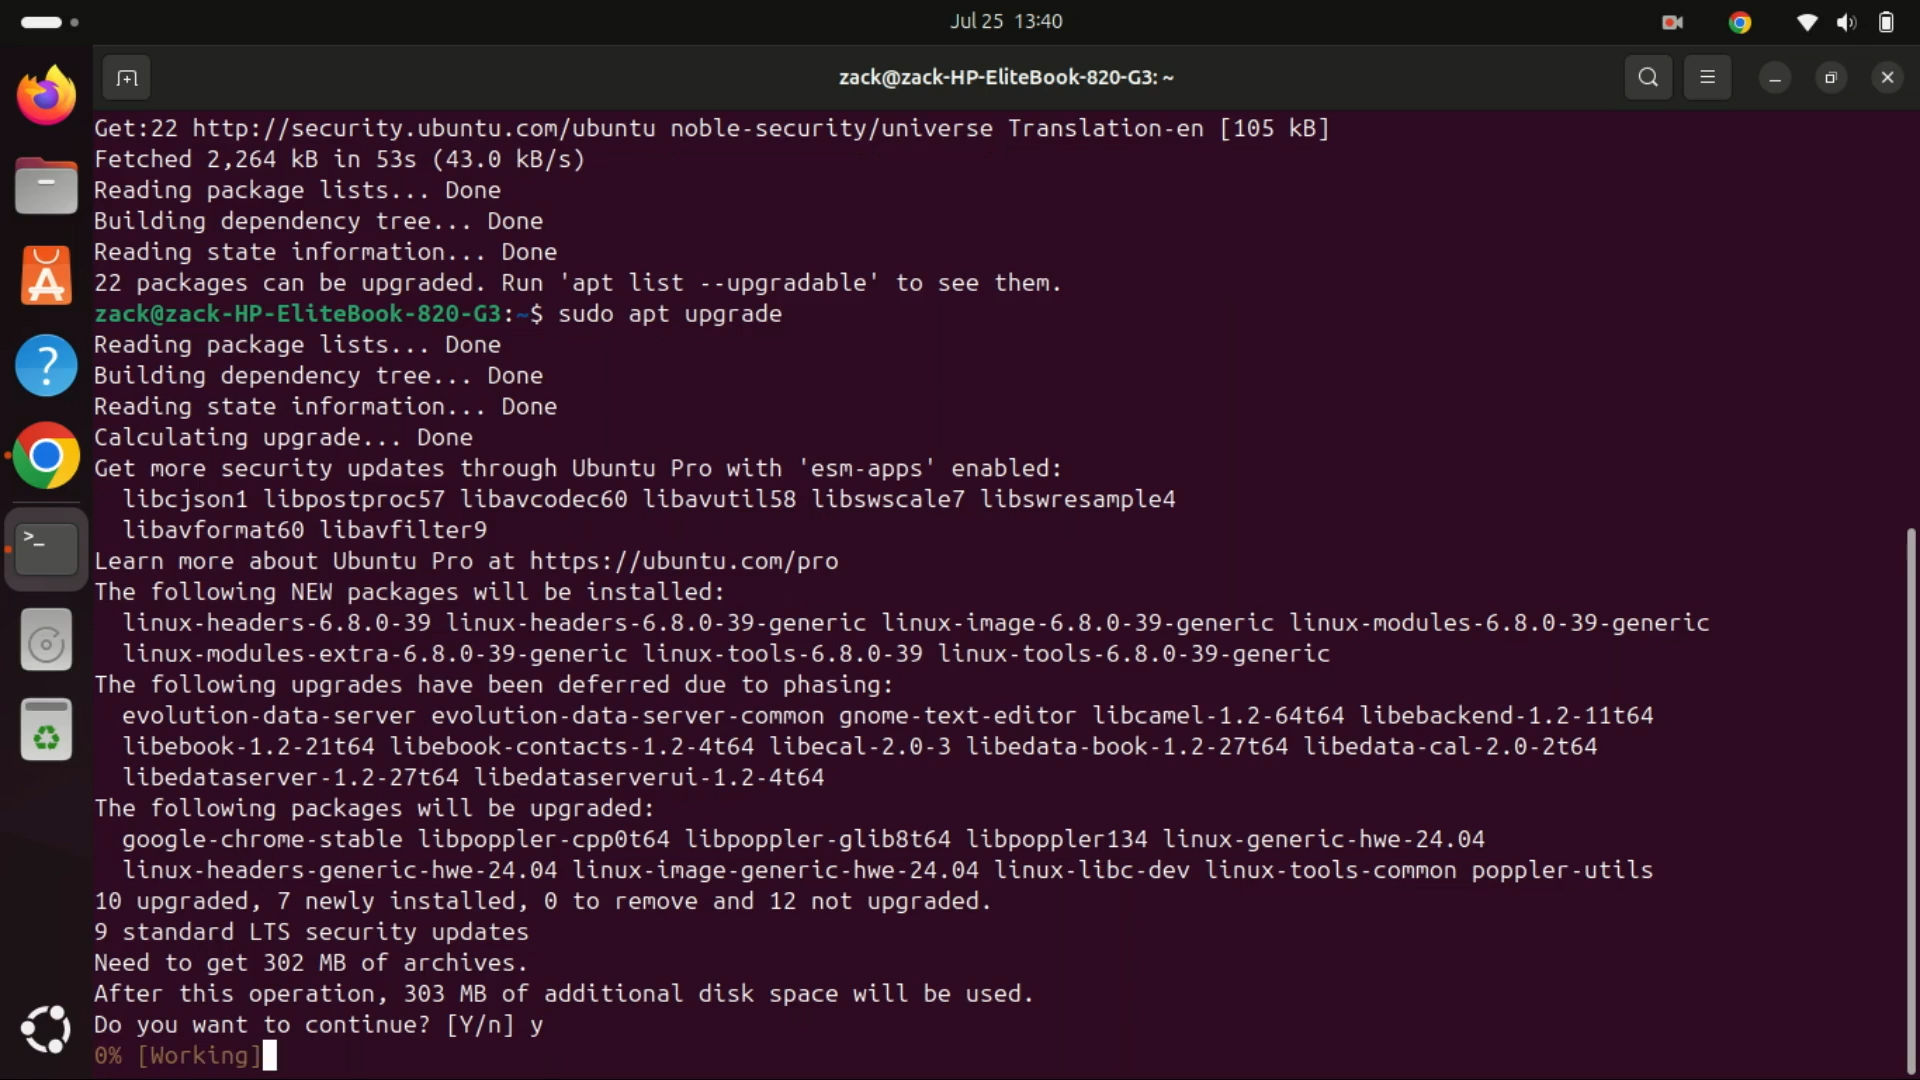 Jul 25 13:40
zack@zack-HP-EliteBook-820-G3: ~
Get:22 http://security.ubuntu.com/ubuntu noble-security/universe Translation-en [105 kB]
Fetched 2,264 kB in 53s (43.0 kB/s)
Reading package lists... Done
Building dependency tree... Done
Reading state information... Done
22 packages can be upgraded. Run 'apt list --upgradable' to see them.
zack@zack-HP-EliteBook-820-G3:~$ sudo apt upgrade
Reading package lists... Done
Building dependency tree... Done
Reading state information... Done
Calculating upgrade... Done
Get more security updates through Ubuntu Pro with 'esm-apps' enabled:
  libcjson1 libpostproc57 libavcodec60 libavutil58 libswscale7 libswresample4
  libavformat60 libavfilter9
Learn more about Ubuntu Pro at https://ubuntu.com/pro
The following NEW packages will be installed:
  linux-headers-6.8.0-39 linux-headers-6.8.0-39-generic linux-image-6.8.0-39-generic linux-modules-6.8.0-39-generic
  linux-modules-extra-6.8.0-39-generic linux-tools-6.8.0-39 linux-tools-6.8.0-39-generic
The following upgrades have been deferred due to phasing:
  evolution-data-server evolution-data-server-common gnome-text-editor libcamel-1.2-64t64 libebackend-1.2-11t64
  libebook-1.2-21t64 libebook-contacts-1.2-4t64 libecal-2.0-3 libedata-book-1.2-27t64 libedata-cal-2.0-2t64
  libedataserver-1.2-27t64 libedataserverui-1.2-4t64
The following packages will be upgraded:
  google-chrome-stable libpoppler-cpp0t64 libpoppler-glib8t64 libpoppler134 linux-generic-hwe-24.04
  linux-headers-generic-hwe-24.04 linux-image-generic-hwe-24.04 linux-libc-dev linux-tools-common poppler-utils
10 upgraded, 7 newly installed, 0 to remove and 12 not upgraded.
9 standard LTS security updates
Need to get 302 MB of archives.
After this operation, 303 MB of additional disk space will be used.
Do you want to continue? [Y/n] y
0% [Working]